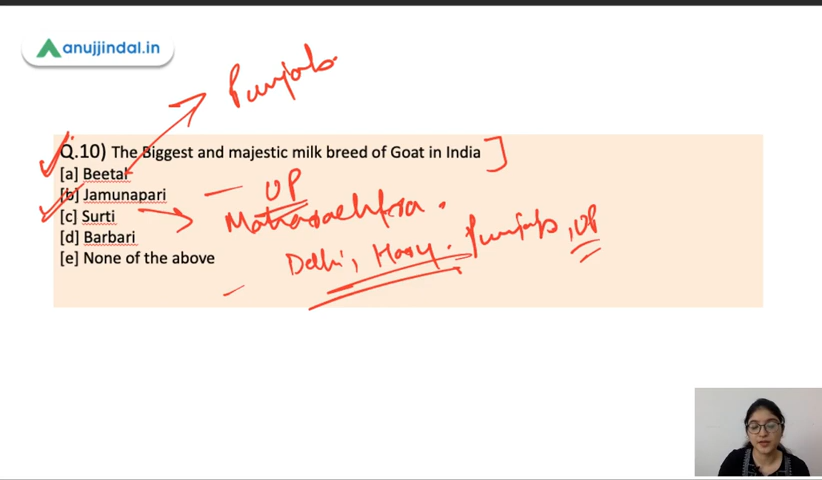 anujjindal.in
Punjab
Q.10) The Biggest and majestic milk breed of Goat in India
[a] Beetal
[b] Jamunapari
UP
[c] Surti
Maharashtra.
[d] Barbari
Delhi, Hary. Punjab, UP
[e] None of the above